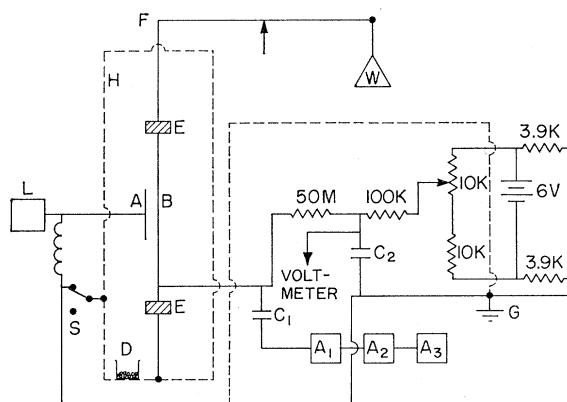 F
W
H
E
3.9K
L
A
B
50M
100K
10K
6V
VOLT-
METER
C2
10K
3.9K
E
C1
G
S
D
A1
A2
A3